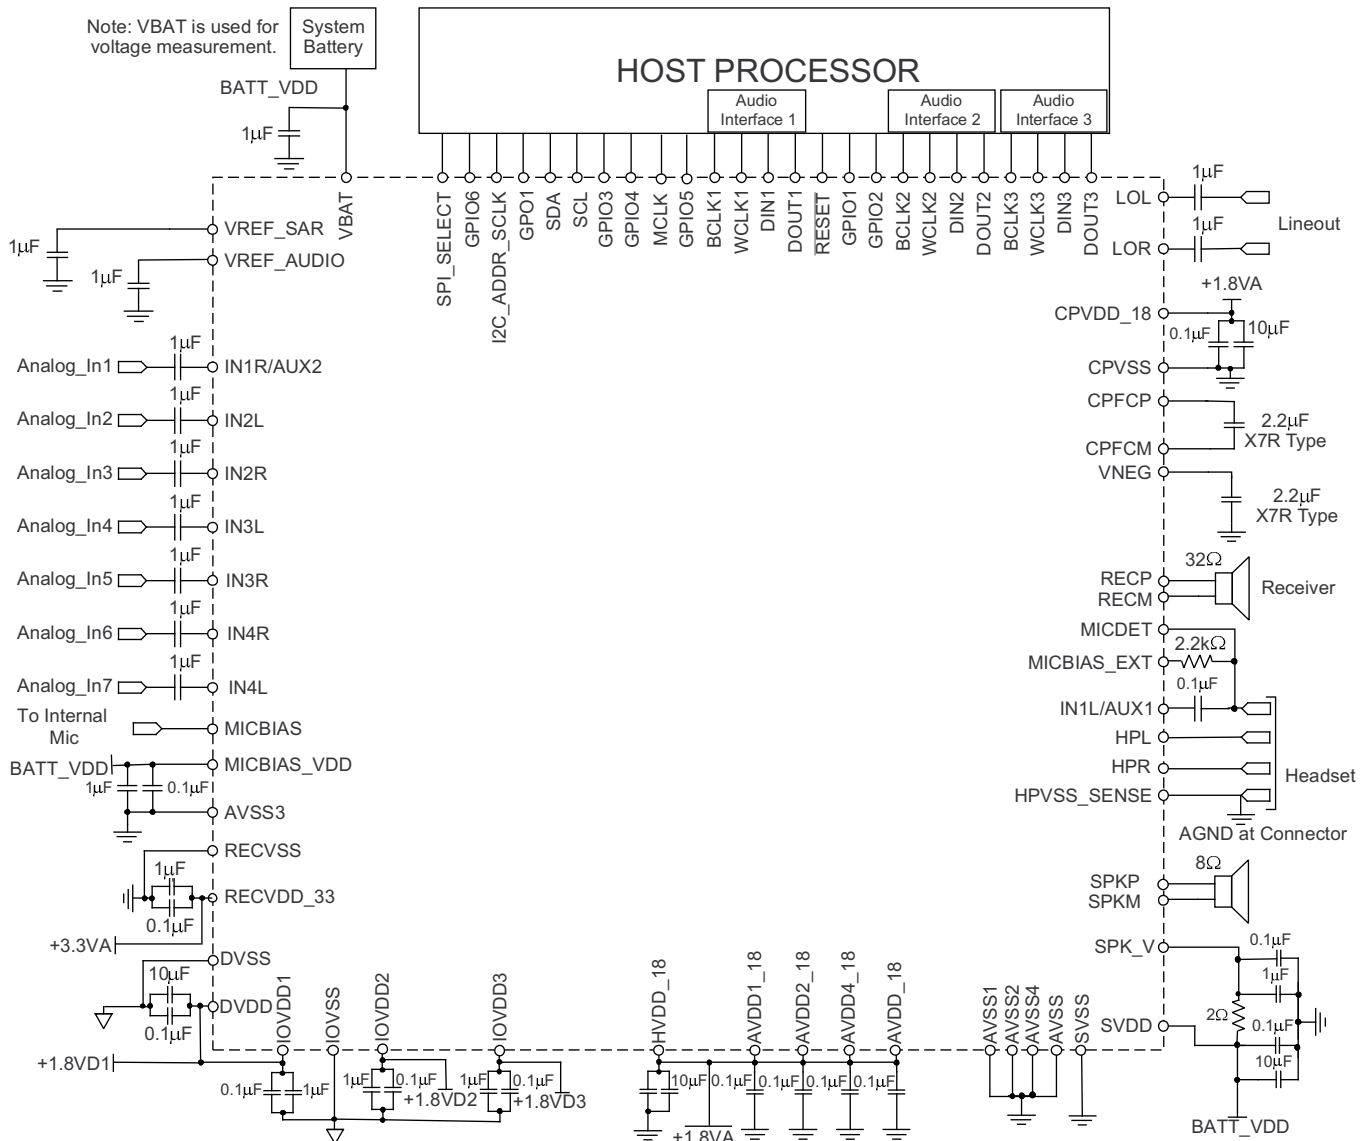 Note: VBAT is used for
voltage measurement.
System
Battery
BATT_VDD
1μF
HOST PROCESSOR
Audio
Interface 1
Audio
Interface 2
Audio
Interface 3
VBAT
SPI_SELECT
GPIO6
I2C_ADDR_SCLK
GPO1
SDA
SCL
GPIO3
GPIO4
MCLK
GPIO5
BCLK1
WCLK1
DIN1
DOUT1
RESET
GPIO1
GPIO2
BCLK2
WCLK2
DIN2
DOUT2
BCLK3
WCLK3
DIN3
DOUT3
VREF_SAR
1μF
VREF_AUDIO
1μF
Analog_In1
1μF
IN1R/AUX2
Analog_In2
1μF
IN2L
Analog_In3
1μF
IN2R
Analog_In4
1μF
IN3L
Analog_In5
1μF
IN3R
Analog_In6
1μF
IN4R
Analog_In7
1μF
IN4L
To Internal
Mic
MICBIAS
BATT_VDD
MICBIAS_VDD
1μF
0.1μF
AVSS3
RECVSS
1μF
RECVDD_33
0.1μF
+3.3VA
DVSS
10μF
DVDD
0.1μF
+1.8VD1
LOL
1μF
LOR
1μF
Lineout
+1.8VA
CPVDD_18
0.1μF
10μF
CPVSS
CPFCP
2.2μF
X7R Type
CPFCM
VNEG
2.2μF
X7R Type
RECP
RECM
32Ω
Receiver
MICDET
2.2kΩ
MICBIAS_EXT
0.1μF
IN1L/AUX1
HPL
HPR
HPVSS_SENSE
Headset
AGND at Connector
8Ω
SPKP
SPKM
SPK_V
0.1μF
1μF
2Ω
SVDD
0.1μF
10μF
BATT_VDD
IOVDD1
0.1μF
1μF
IOVSS
IOVDD2
1μF
0.1μF
+1.8VD2
IOVDD3
1μF
0.1μF
+1.8VD3
HVDD_18
10μF
+1.8VA
AVDD1_18
0.1μF
AVDD2_18
0.1μF
AVDD4_18
0.1μF
AVDD_18
0.1μF
AVSS1
AVSS2
AVSS4
AVSS
SVSS